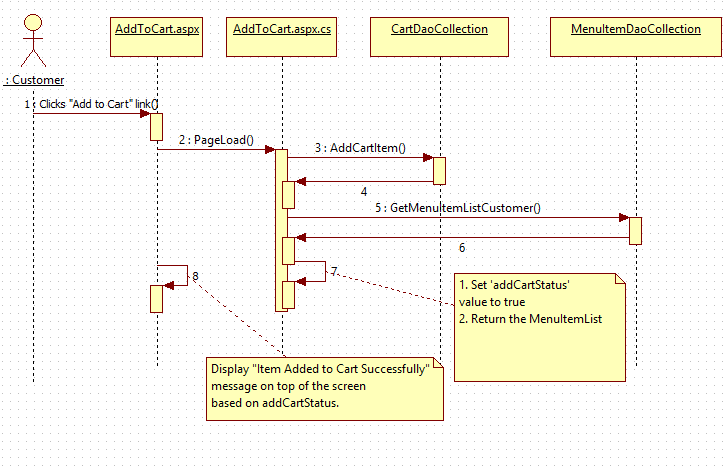 AddToCart.aspx
AddToCart.aspx.cs
CartDaoCollection
MenuItemDaoCollection
: Customer
1 : Clicks "Add to Cart" link()
2 : PageLoad()
3 : AddCartItem()
4
5 : GetMenuItemListCustomer()
6
7
8
1. Set 'addCartStatus'
value to true
2. Return the MenuItemList
Display "Item Added to Cart Successfully"
message on top of the screen
based on addCartStatus.